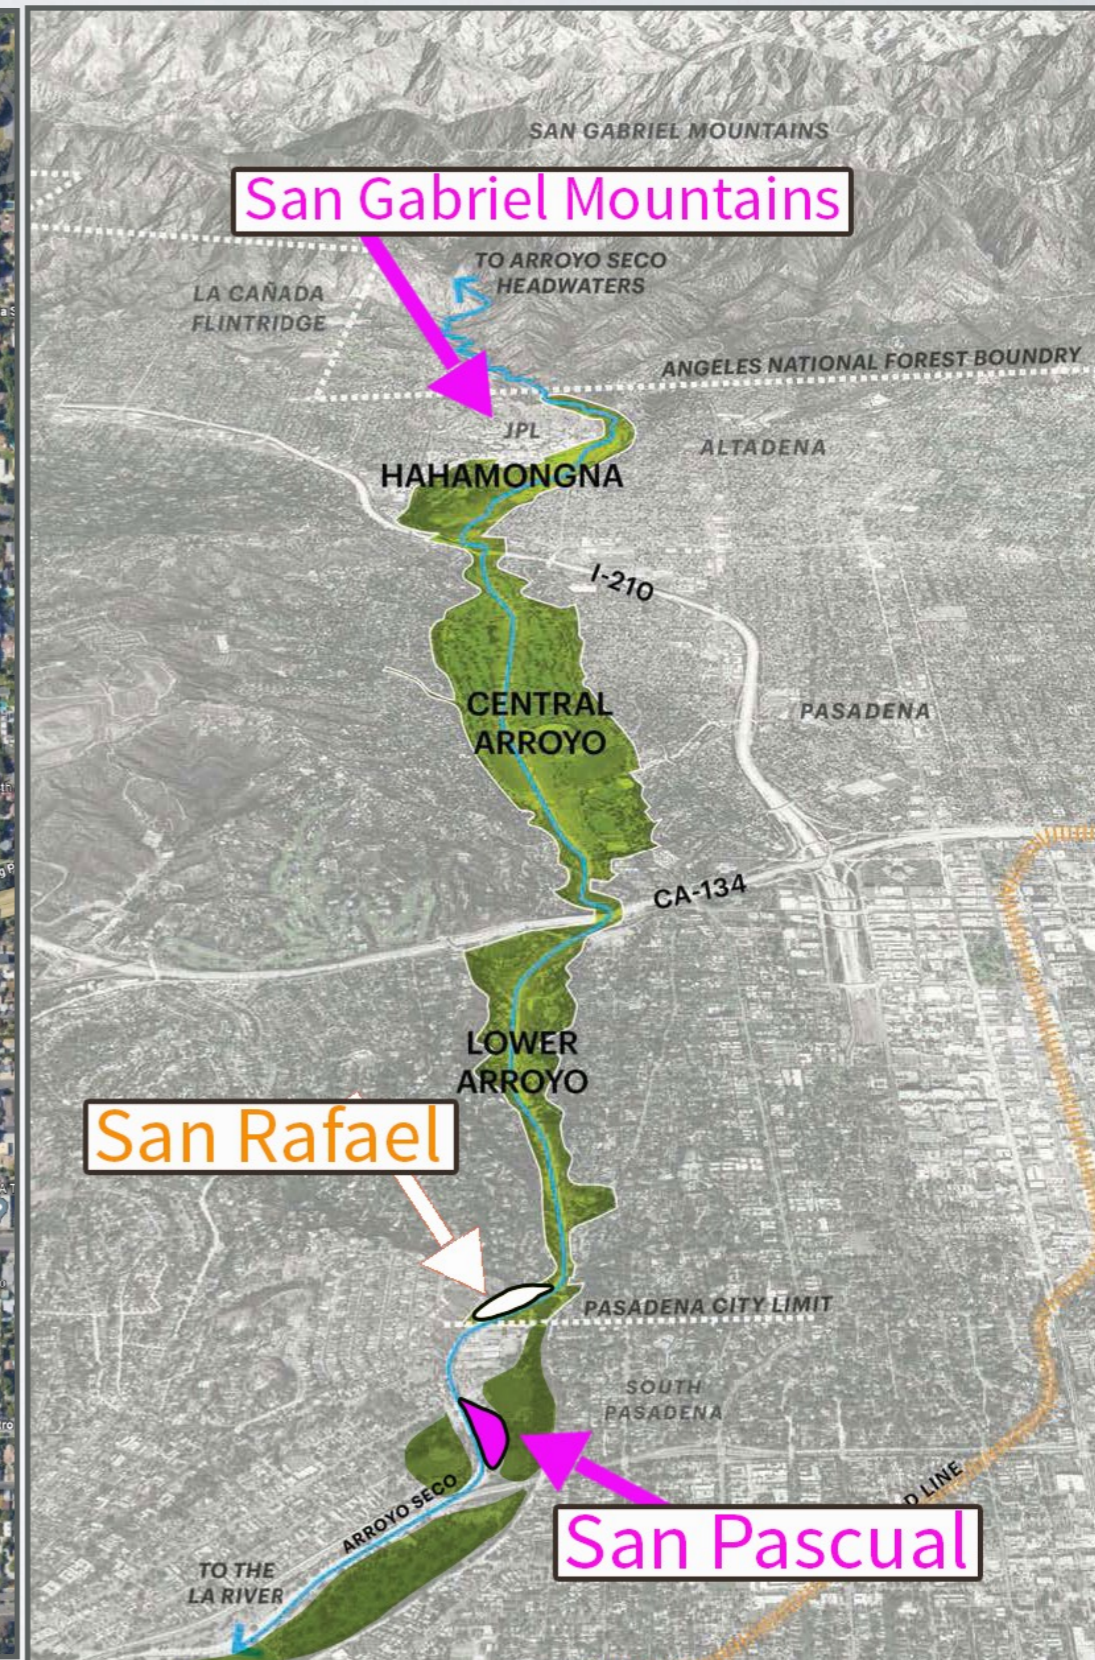 SAN GABRIEL MOUNTAINS
San Gabriel Mountains
TO ARROYO SECO
HEADWATERS
LA CAÑADA
FLINTRIDGE
ANGELES NATIONAL FOREST BOUNDRY
JPL
ALTADENA
HAHAMONGNA
I-210
CENTRAL
ARROYO
PASADENA
CA-134
LOWER
ARROYO
San Rafael
PASADENA CITY LIMIT
SOUTH
PASADENA
ARROYO SECO
D LINE
San Pascual
TO THE
LA RIVER